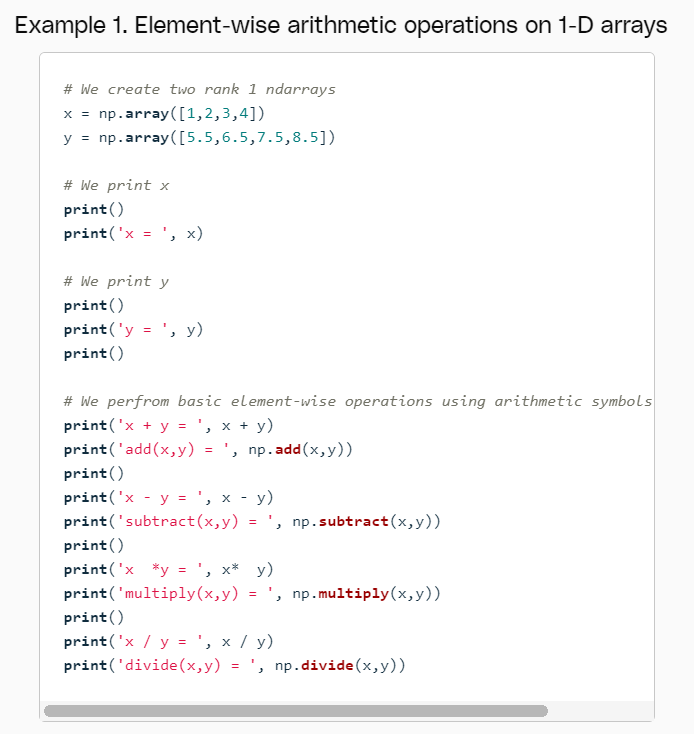 Example 1. Element-wise arithmetic operations on 1-D arrays
# We create two rank 1 ndarrays
x = np.array([1,2,3,4])
y = np.array([5.5,6.5,7.5,8.5])
# We print x
print()
print('x = ', x)
# We print y
print()
print('y = ', y)
print()
# We perfrom basic element-wise operations using arithmetic symbols
print('x + y = ', x + y)
print('add(x,y) = ', np.add(x,y))
print()
print('x - y = ', x - y)
print('subtract(x,y) = ', np.subtract(x,y))
print()
print('x  *y = ', x*  y)
print('multiply(x,y) = ', np.multiply(x,y))
print()
print('x / y = ', x / y)
print('divide(x,y) = ', np.divide(x,y))